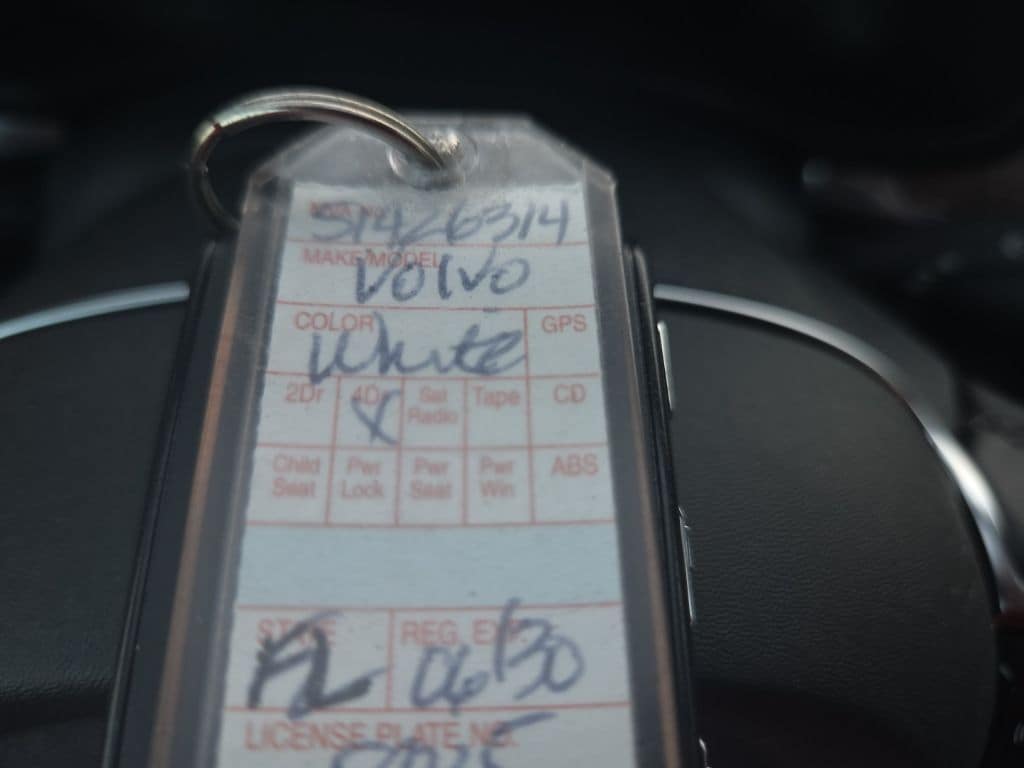 51426314
MAKE/MODEL
Volvo
COLOR GPS
White
2Dr 4Dr Sat Radio Tape CD
X
Child Seat Pwr Lock Pwr Seat Pwr Win ABS
STATE REG. EXP.
FL 06/30
LICENSE PLATE NO.